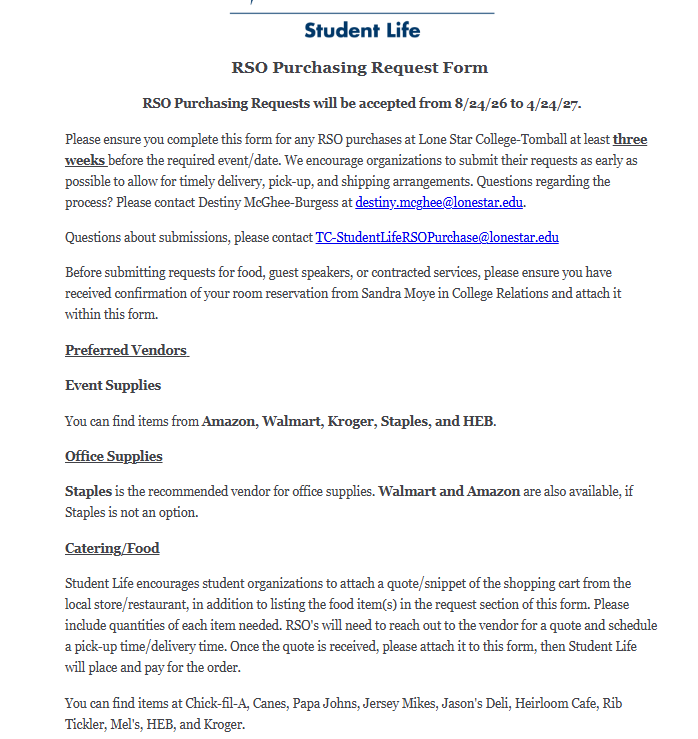 Student Life
RSO Purchasing Request Form
RSO Purchasing Requests will be accepted from 8/24/26 to 4/24/27.
Please ensure you complete this form for any RSO purchases at Lone Star College-Tomball at least three
weeks before the required event/date. We encourage organizations to submit their requests as early as
possible to allow for timely delivery, pick-up, and shipping arrangements. Questions regarding the
process? Please contact Destiny McGhee-Burgess at destiny.mcghee@lonestar.edu.
Questions about submissions, please contact TC-StudentLifeRSOPurchase@lonestar.edu
Before submitting requests for food, guest speakers, or contracted services, please ensure you have
received confirmation of your room reservation from Sandra Moye in College Relations and attach it
within this form.
Preferred Vendors
Event Supplies
You can find items from Amazon, Walmart, Kroger, Staples, and HEB.
Office Supplies
Staples is the recommended vendor for office supplies. Walmart and Amazon are also available, if
Staples is not an option.
Catering/Food
Student Life encourages student organizations to attach a quote/snippet of the shopping cart from the
local store/restaurant, in addition to listing the food item(s) in the request section of this form. Please
include quantities of each item needed. RSO's will need to reach out to the vendor for a quote and schedule
a pick-up time/delivery time. Once the quote is received, please attach it to this form, then Student Life
will place and pay for the order.
You can find items at Chick-fil-A, Canes, Papa Johns, Jersey Mikes, Jason's Deli, Heirloom Cafe, Rib
Tickler, Mel's, HEB, and Kroger.